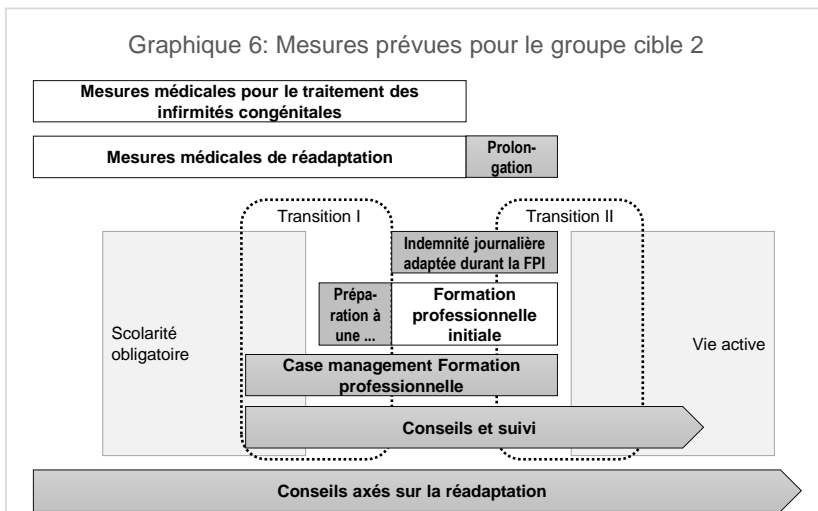 Graphique 6: Mesures prévues pour le groupe cible 2
Mesures médicales pour le traitement des
infirmités congénitales
Mesures médicales de réadaptation
Prolon-
gation
Transition I
Transition II
Indemnité journalière
adaptée durant la FPI
Prépa-
ration à
une ...
Formation
professionnelle
initiale
Scolarité
obligatoire
Vie active
Case management Formation
professionnelle
Conseils et suivi
Conseils axés sur la réadaptation